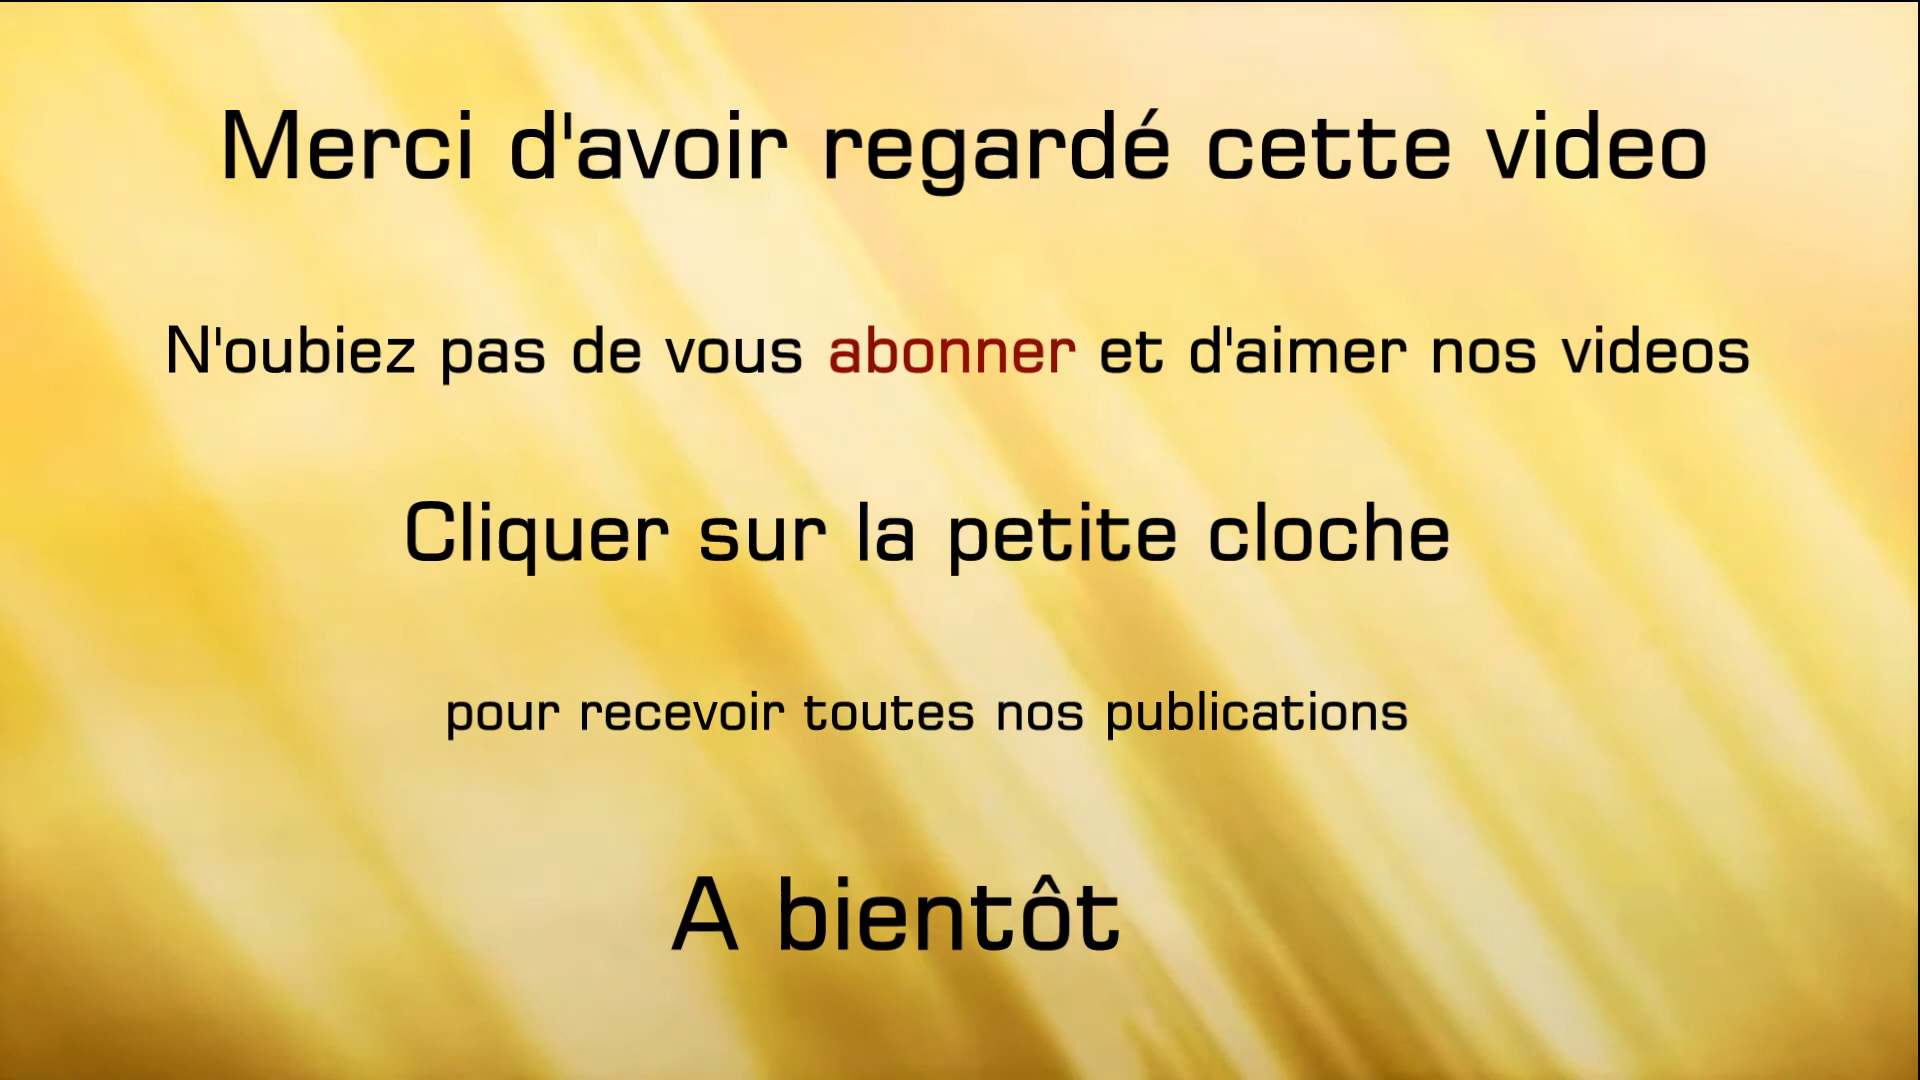 Merci d'avoir regardé cette video
N'oubiez pas de vous abonner et d'aimer nos videos
Cliquer sur la petite cloche
pour recevoir toutes nos publications
A bientôt